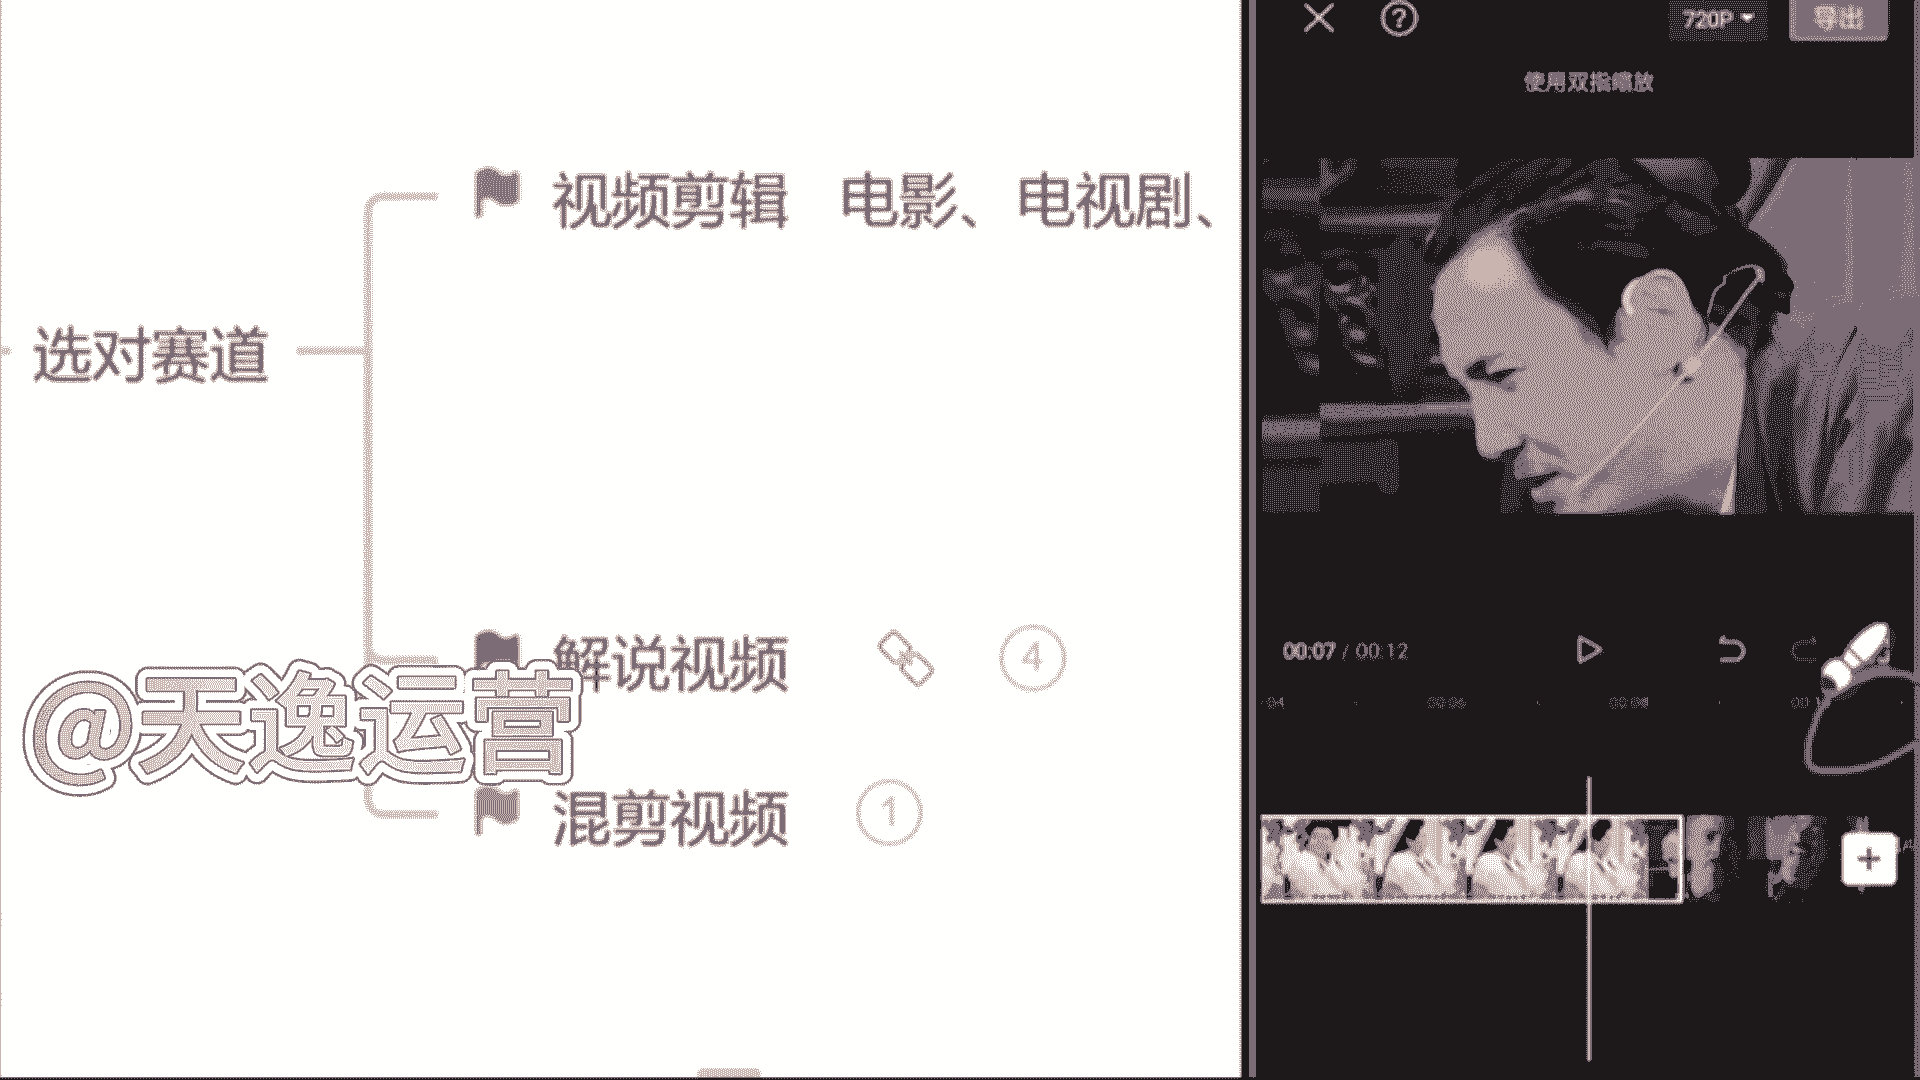 视频剪辑 电影、电视剧、
选对赛道
解说视频 4
@天逸运营
混剪视频 1
720P
导出
使用双指缩放
00:07 / 00:12